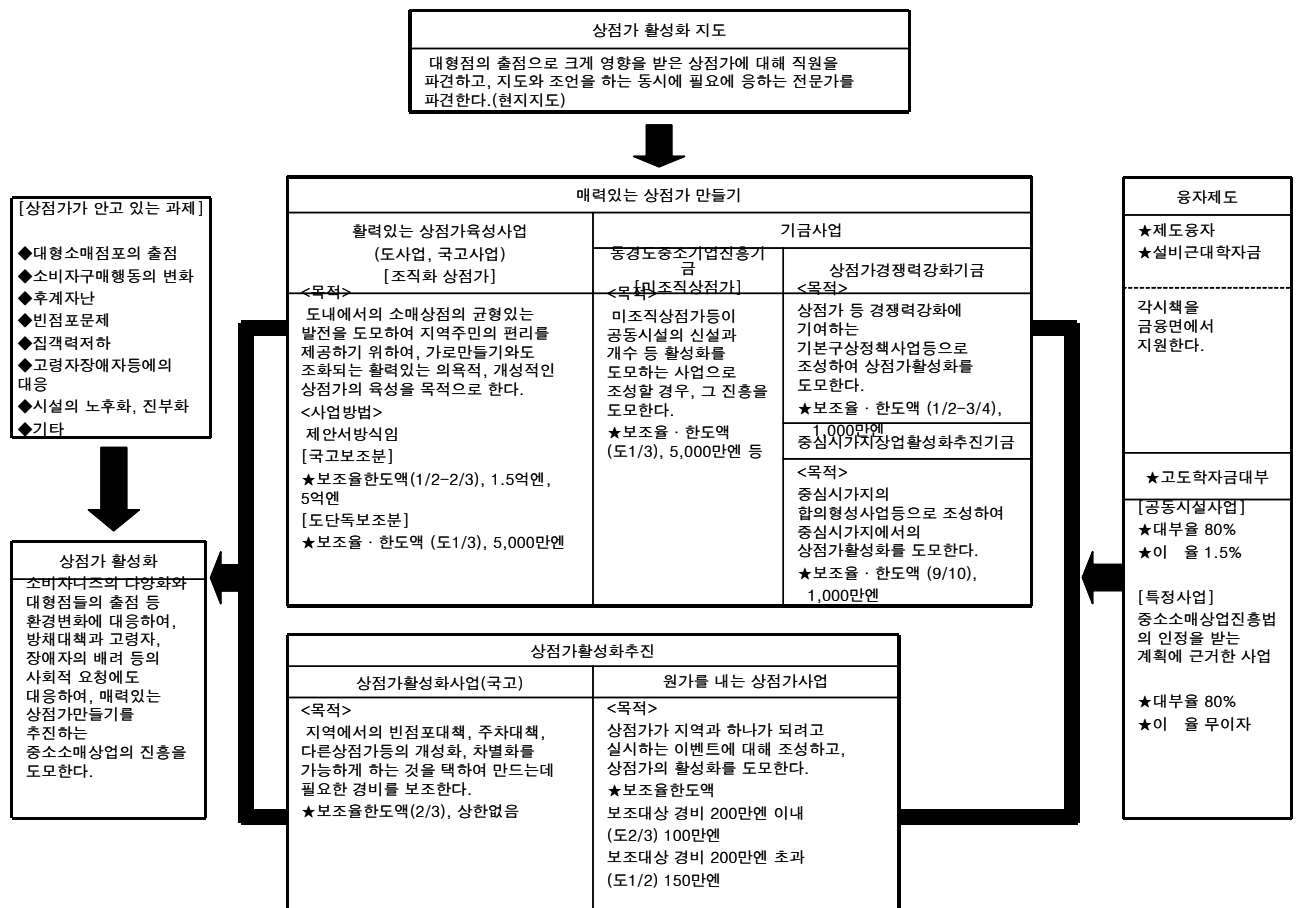 상점가 활성화 지도
대형점의 출점으로 크게 영향을 받은 상점가에 대해 직원을
파견하고, 지도와 조언을 하는 동시에 필요에 응하는 전문가를
파견한다.(현지지도)
[상점가가 안고 있는 과제]
◆대형소매점포의 출점
◆소비자구매행동의 변화
◆후계자난
◆빈점포문제
◆집객력저하
◆고령자장애자등에의
대응
◆시설의 노후화, 진부화
◆기타
상점가 활성화
소비자니즈의 다양화와
대형점들의 출점 등
환경변화에 대응하여,
방채대책과 고령자,
장애자의 배려 등의
사회적 요청에도
대응하여, 매력있는
상점가만들기를
추진하는
중소소매상업의 진흥을
도모한다.
매력있는 상점가 만들기
활력있는 상점가육성사업
(도사업, 국고사업)
[조직화 상점가]
<목적>
도내에서의 소매상점의 균형있는
발전을 도모하여 지역주민의 편리를
제공하기 위하여, 가로만들기와도
조화되는 활력있는 의욕적, 개성적인
상점가의 육성을 목적으로 한다.
<사업방법>
제안서방식임
[국고보조분]
★보조율한도액(1/2-2/3), 1.5억엔,
5억엔
[도단독보조분]
★보조율 · 한도액 (도1/3), 5,000만엔
기금사업
동경도중소기업진흥기
금
[미조직상점가]
<목적>
미조직상점가등이
공동시설의 신설과
개수 등 활성화를
도모하는 사업으로
조성할 경우, 그 진흥을
도모한다.
★보조율 · 한도액
(도1/3), 5,000만엔 등
상점가경쟁력강화기금
<목적>
상점가 등 경쟁력강화에
기여하는
기본구상정책사업등으로
조성하여 상점가활성화를
도모한다.
★보조율 · 한도액 (1/2-3/4),
1,000만엔
중심시가지상업활성화추진기금
<목적>
중심시가지의
합의형성사업등으로 조성하여
중심시가지에서의
상점가활성화를 도모한다.
★보조율 · 한도액 (9/10),
1,000만엔
상점가활성화추진
상점가활성화사업(국고)
<목적>
지역에서의 빈점포대책, 주차대책,
다른상점가등의 개성화, 차별화를
가능하게 하는 것을 택하여 만드는데
필요한 경비를 보조한다.
★보조율한도액(2/3), 상한없음
원가를 내는 상점가사업
<목적>
상점가가 지역과 하나가 되려고
실시하는 이벤트에 대해 조성하고,
상점가의 활성화를 도모한다.
★보조율한도액
보조대상 경비 200만엔 이내
(도2/3) 100만엔
보조대상 경비 200만엔 초과
(도1/2) 150만엔
융자제도
★제도융자
★설비근대학자금
각시책을
금융면에서
지원한다.
★고도학자금대부
[공동시설사업]
★대부율 80%
★이 율 1.5%
[특정사업]
중소소매상업진흥법
의 인정을 받는
계획에 근거한 사업
★대부율 80%
★이 율 무이자